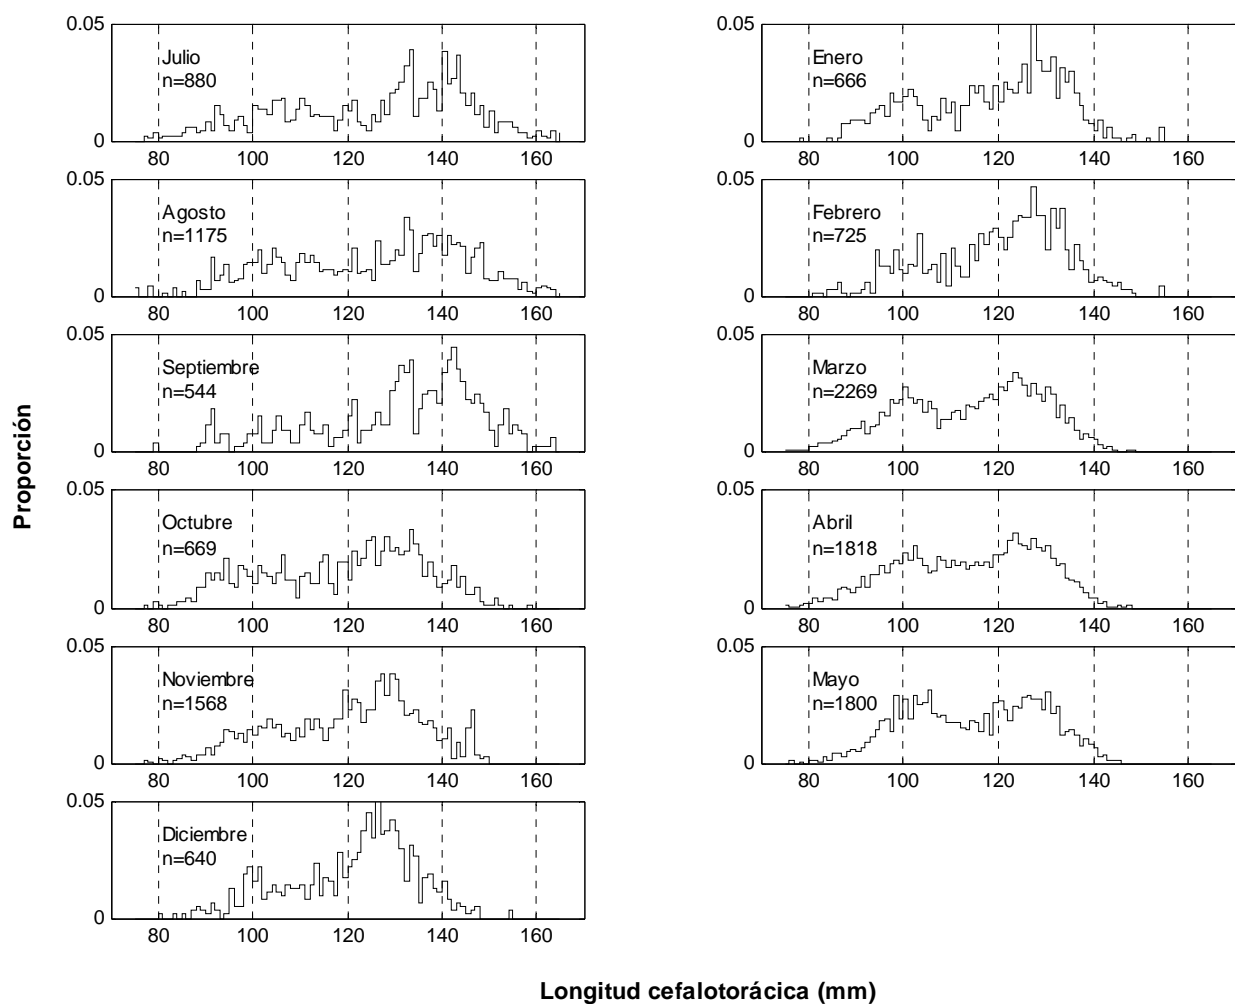 Proporción
0.05
Julio
n=880
0
80 100 120 140 160
0.05
Agosto
n=1175
0
80 100 120 140 160
0.05
Septiembre
n=544
0
80 100 120 140 160
0.05
Octubre
n=669
0
80 100 120 140 160
0.05
Noviembre
n=1568
0
80 100 120 140 160
0.05
Diciembre
n=640
0
80 100 120 140 160
0.05
Enero
n=666
0
80 100 120 140 160
0.05
Febrero
n=725
0
80 100 120 140 160
0.05
Marzo
n=2269
0
80 100 120 140 160
0.05
Abril
n=1818
0
80 100 120 140 160
0.05
Mayo
n=1800
0
80 100 120 140 160
Longitud cefalotorácica (mm)